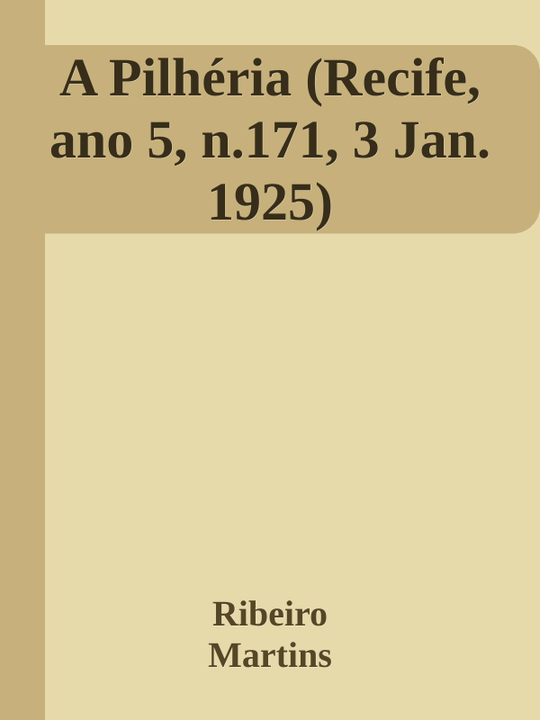 A Pilhéria (Recife,
ano 5, n.171, 3 Jan.
1925)
Ribeiro
Martins